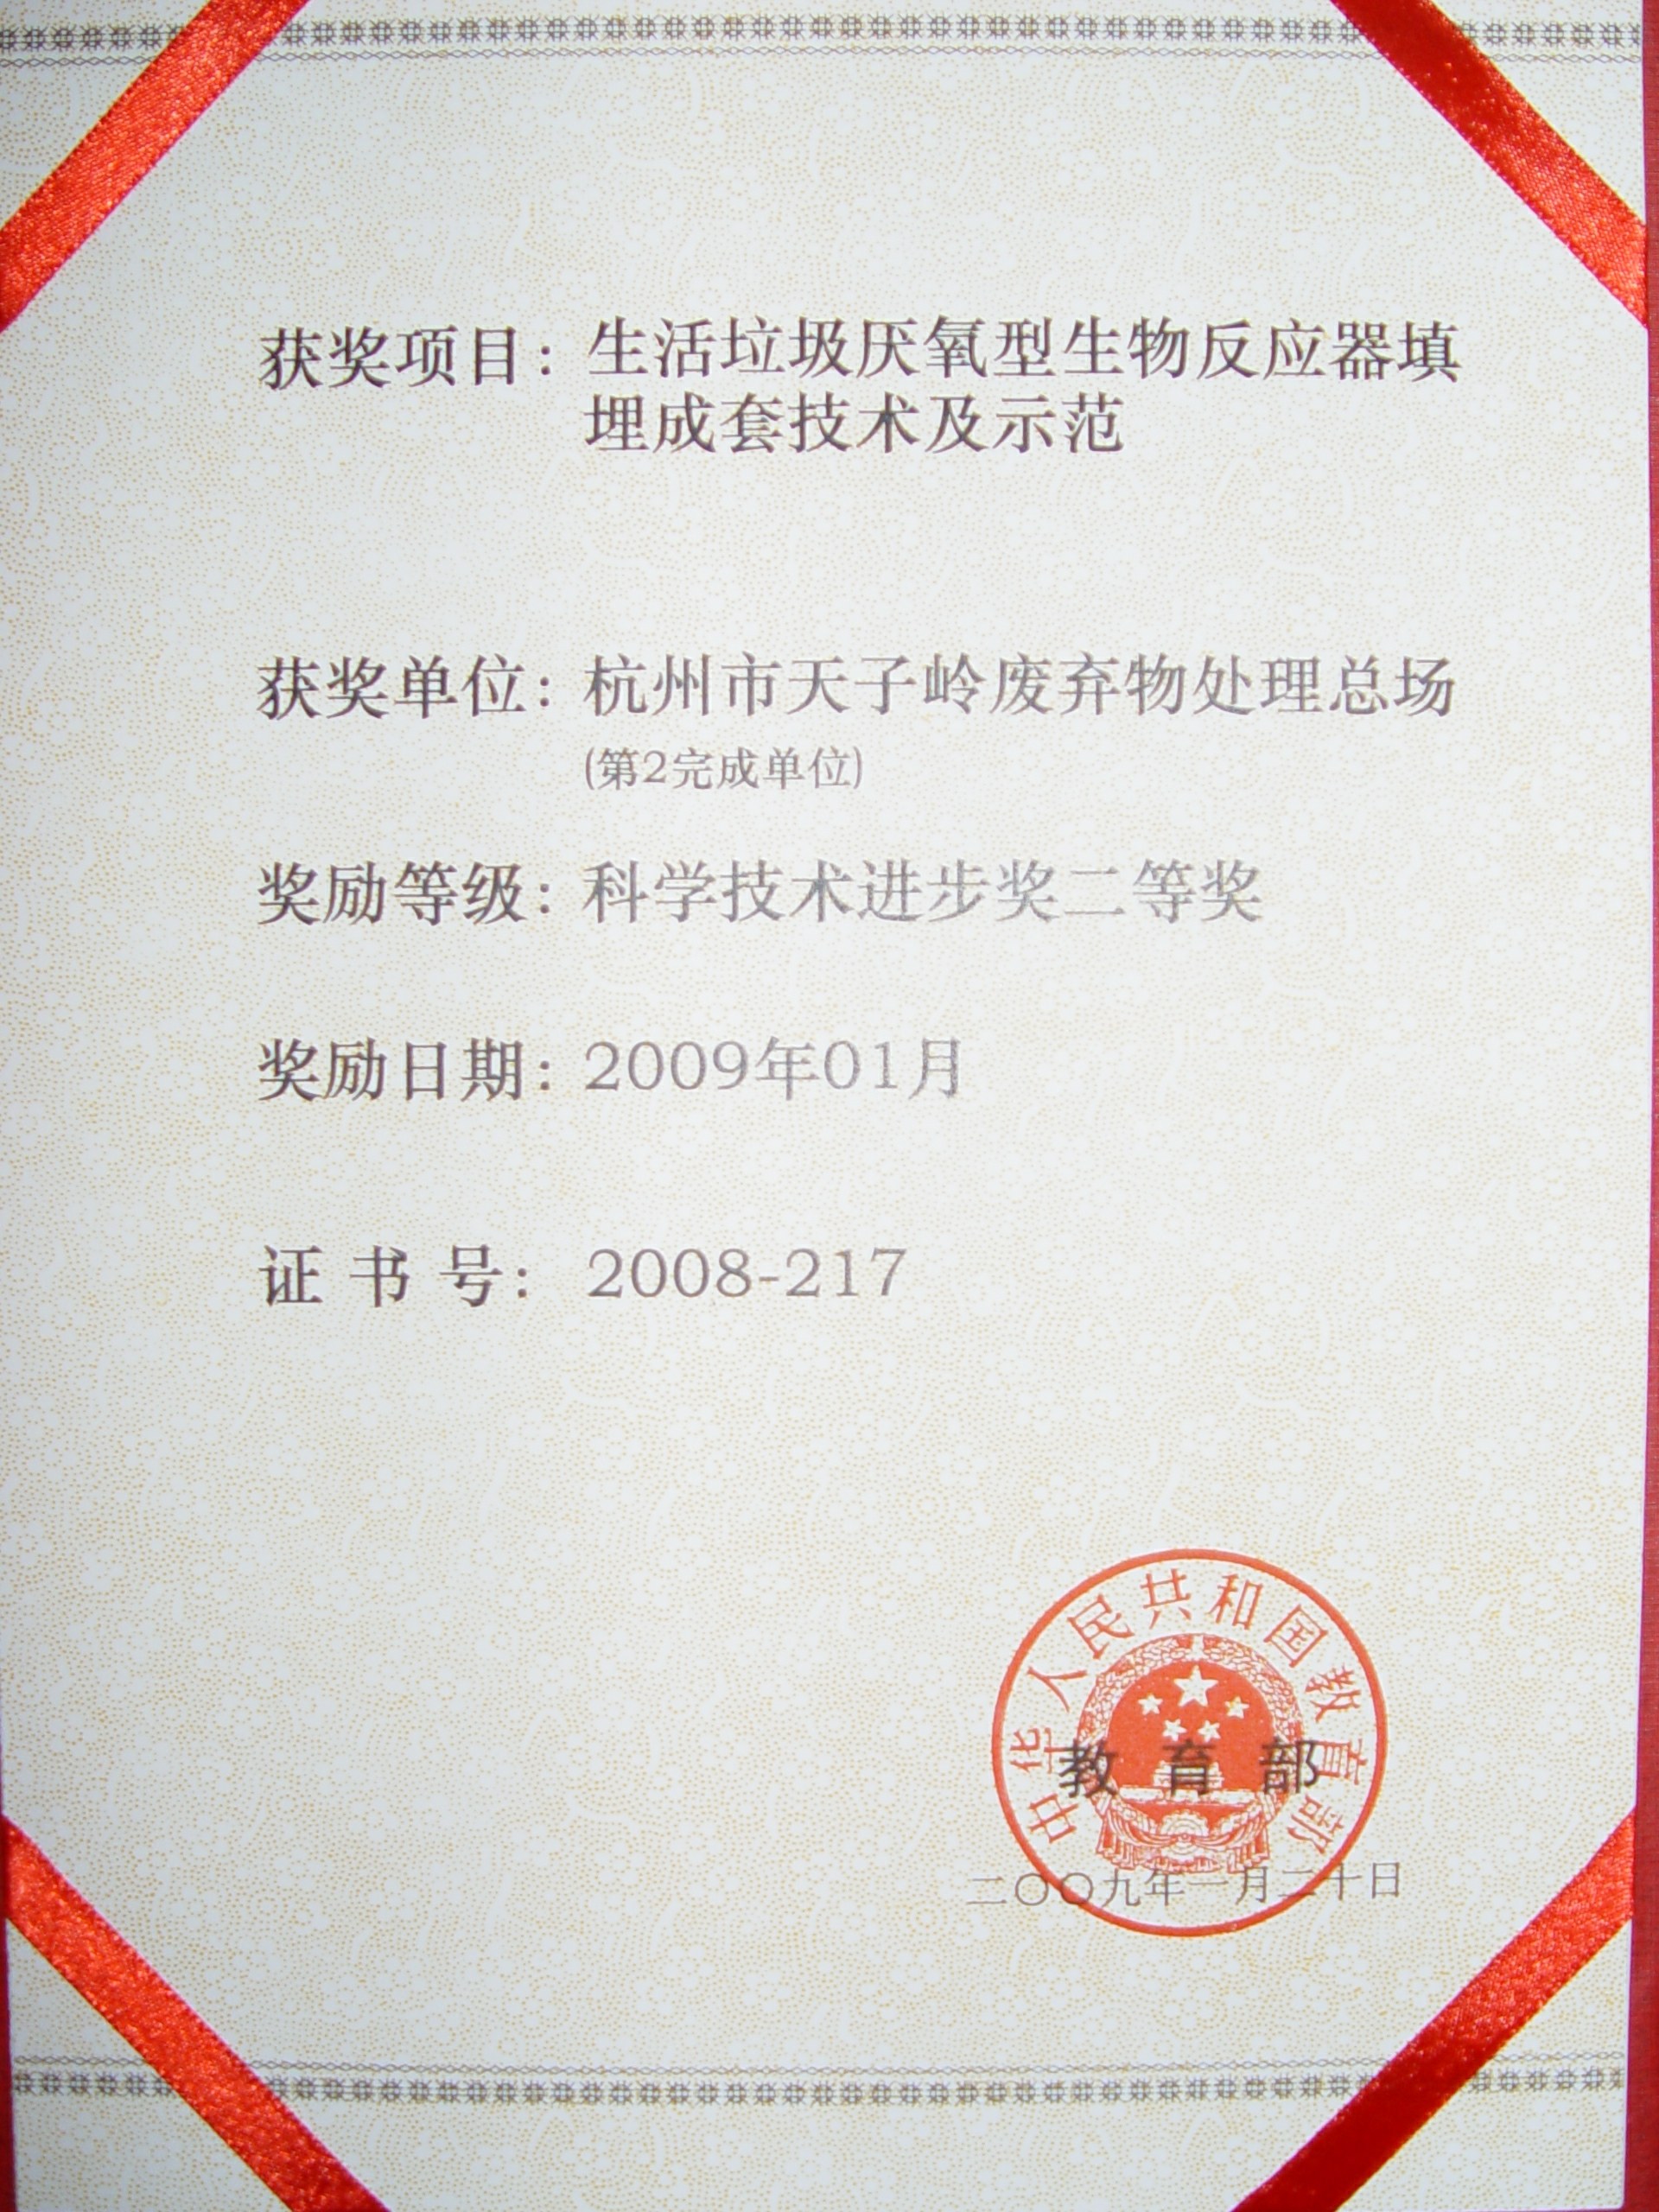 获奖项目：生活垃圾厌氧型生物反应器填
埋成套技术及示范
获奖单位：杭州市天子岭废弃物处理总场
(第2完成单位)
奖励等级：科学技术进步奖二等奖
奖励日期：2009年01月
证书号：2008-217
中华人民共和国教育部
教育部
二〇〇九年一月二十日